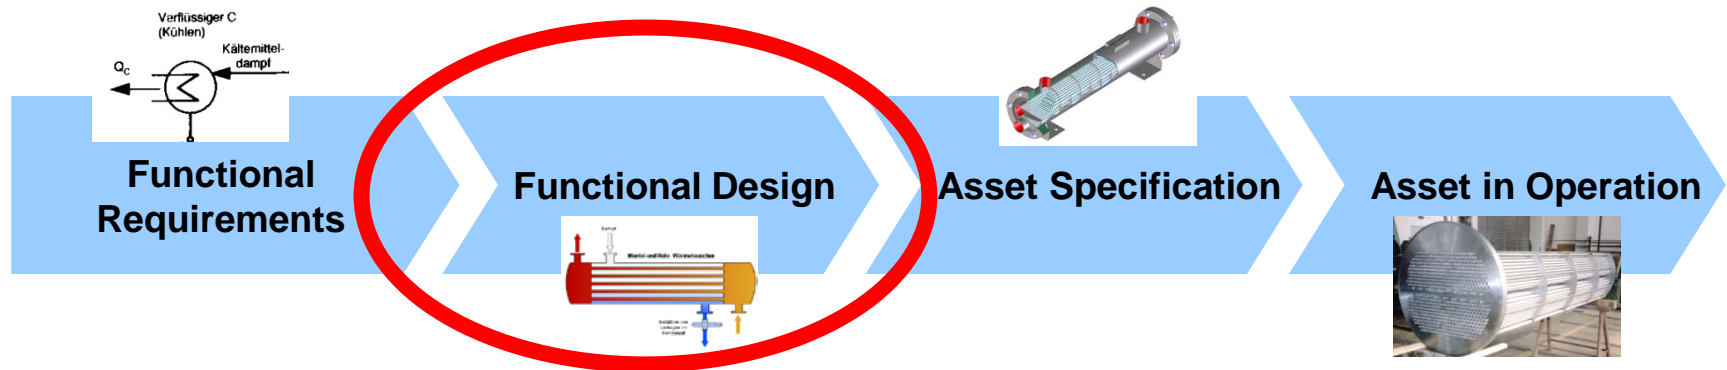 Verflüssiger C
(Kühlen)
Kältemittel-
dampf
Qc
Functional
Requirements
Functional Design
Dampf
Mantel und Rohr- Wärmetauscher
Asset Specification
Asset in Operation